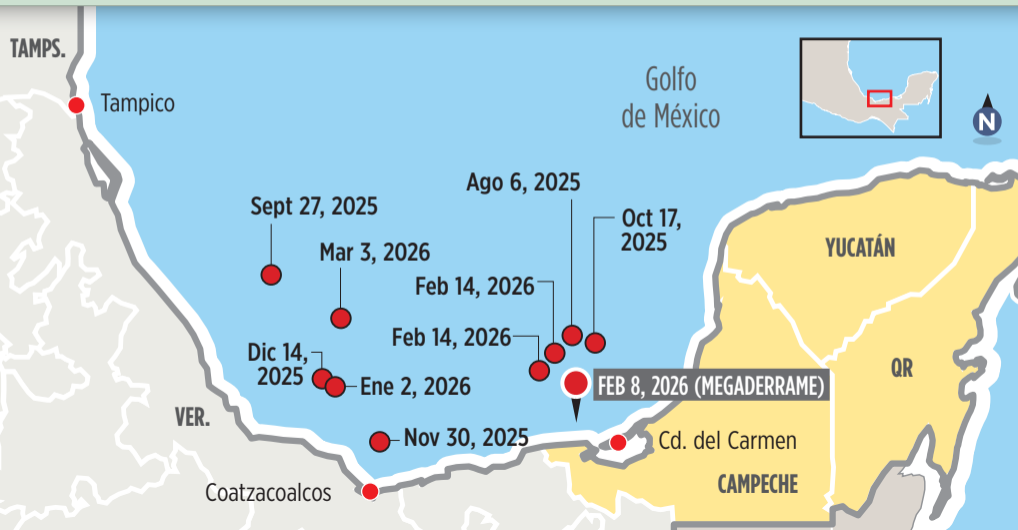 TAMPS.
Tampico
Golfo
de México
N
Ago 6, 2025
Sept 27, 2025
Oct 17,
2025
Mar 3, 2026
Feb 14, 2026
Feb 14, 2026
Dic 14,
2025
Ene 2, 2026
FEB 8, 2026 (MEGADERRAME)
YUCATÁN
QR
VER.
Nov 30, 2025
Cd. del Carmen
CAMPECHE
Coatzacoalcos